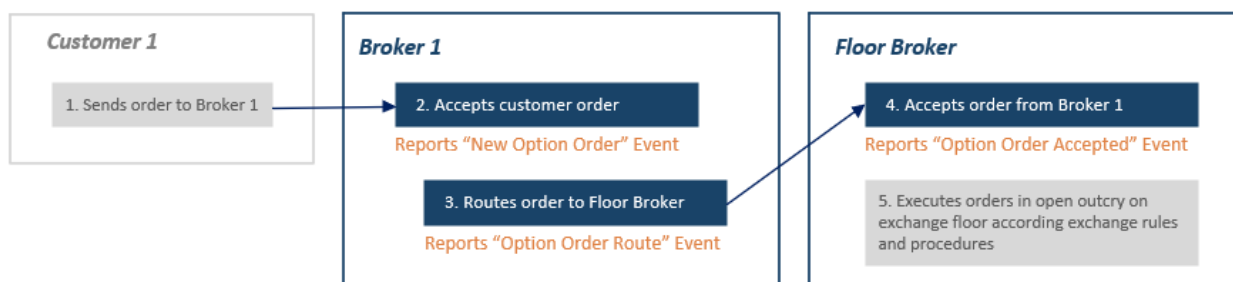 Customer 1
1. Sends order to Broker 1
Broker 1
2. Accepts customer order
Reports “New Option Order” Event
3. Routes order to Floor Broker
Reports “Option Order Route” Event
Floor Broker
4. Accepts order from Broker 1
Reports “Option Order Accepted” Event
5. Executes orders in open outcry on
exchange floor according exchange rules
and procedures